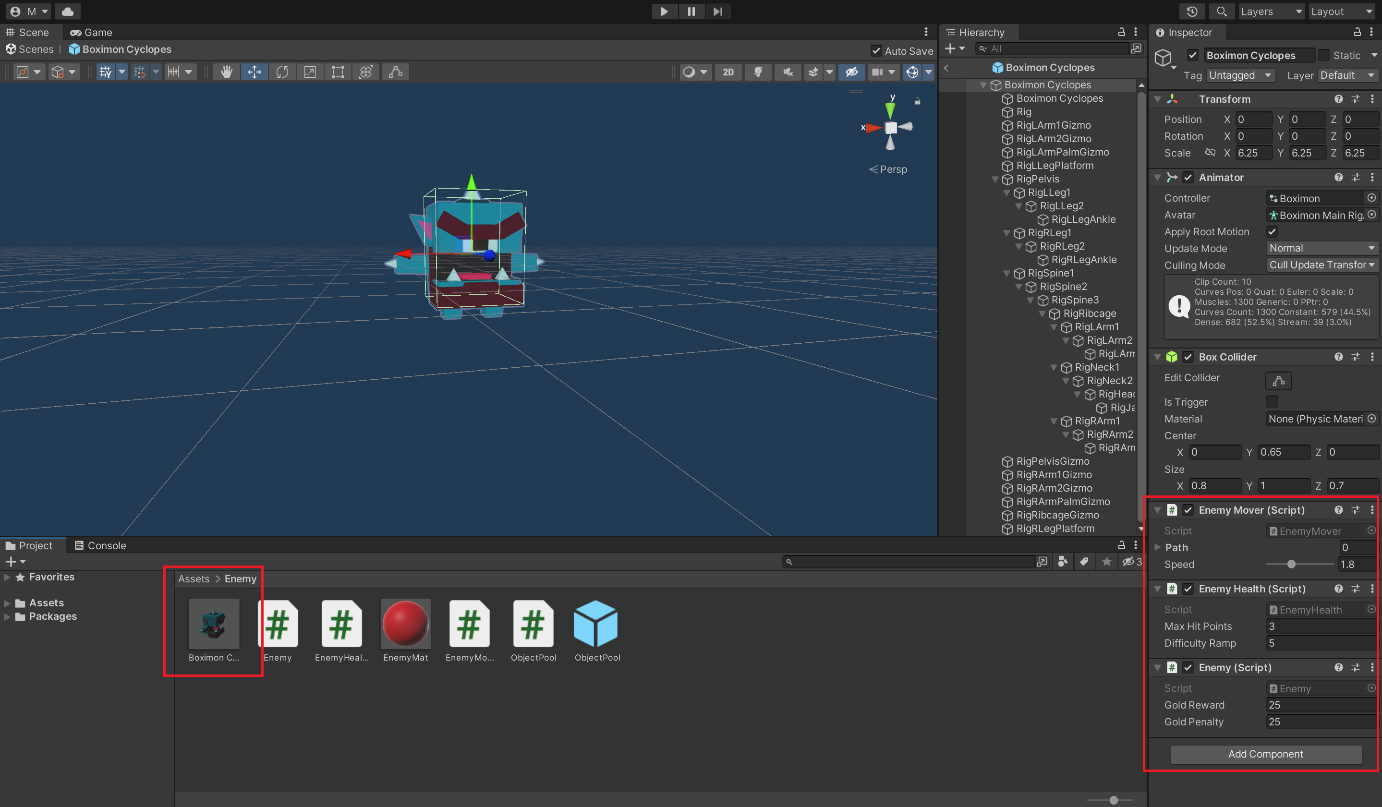 M
Layers
Layout
Scene
Game
Scenes
Boximon Cyclopes
Auto Save
2D
y
x
Persp
Hierarchy
All
Boximon Cyclopes
Boximon Cyclopes
Boximon Cyclopes
Rig
RigLArm1Gizmo
RigLArm2Gizmo
RigLArmPalmGizmo
RigLLegPlatform
RigPelvis
RigLLeg1
RigLLeg2
RigLLegAnkle
RigRLeg1
RigRLeg2
RigRLegAnkle
RigSpine1
RigSpine2
RigSpine3
RigRibcage
RigLArm1
RigLArm2
RigLArm
RigNeck1
RigNeck2
RigHead
RigJa
RigRArm1
RigRArm2
RigRArm
RigPelvisGizmo
RigRArm1Gizmo
RigRArm2Gizmo
RigRArmPalmGizmo
RigRibcageGizmo
RigRLegPlatform
Inspector
Boximon Cyclopes
Static
Tag Untagged Layer Default
Transform
Position X 0 Y 0 Z 0
Rotation X 0 Y 0 Z 0
Scale X 6.25 Y 6.25 Z 6.25
Animator
Controller Boximon
Avatar Boximon Main Rig.
Apply Root Motion
Update Mode Normal
Culling Mode Cull Update Transfor
Clip Count: 10
Curves Pos: 0 Quat: 0 Euler: 0 Scale: 0
Muscles: 1300 Generic: 0 PPtr: 0
Curves Count: 1300 Constant: 579 (44.5%)
Dense: 682 (52.5%) Stream: 39 (3.0%)
Box Collider
Edit Collider
Is Trigger
Material None (Physic Materi
Center
X 0 Y 0.65 Z 0
Size
X 0.8 Y 1 Z 0.7
# Enemy Mover (Script)
Script EnemyMover
Path 0
Speed 1.8
# Enemy Health (Script)
Script EnemyHealth
Max Hit Points 3
Difficulty Ramp 5
# Enemy (Script)
Script Enemy
Gold Reward 25
Gold Penalty 25
Add Component
Project
Console
3
Favorites
Assets
Packages
Assets > Enemy
# # # #
Boximon C...
Enemy
EnemyHeal...
EnemyMat
EnemyMo...
ObjectPool
ObjectPool